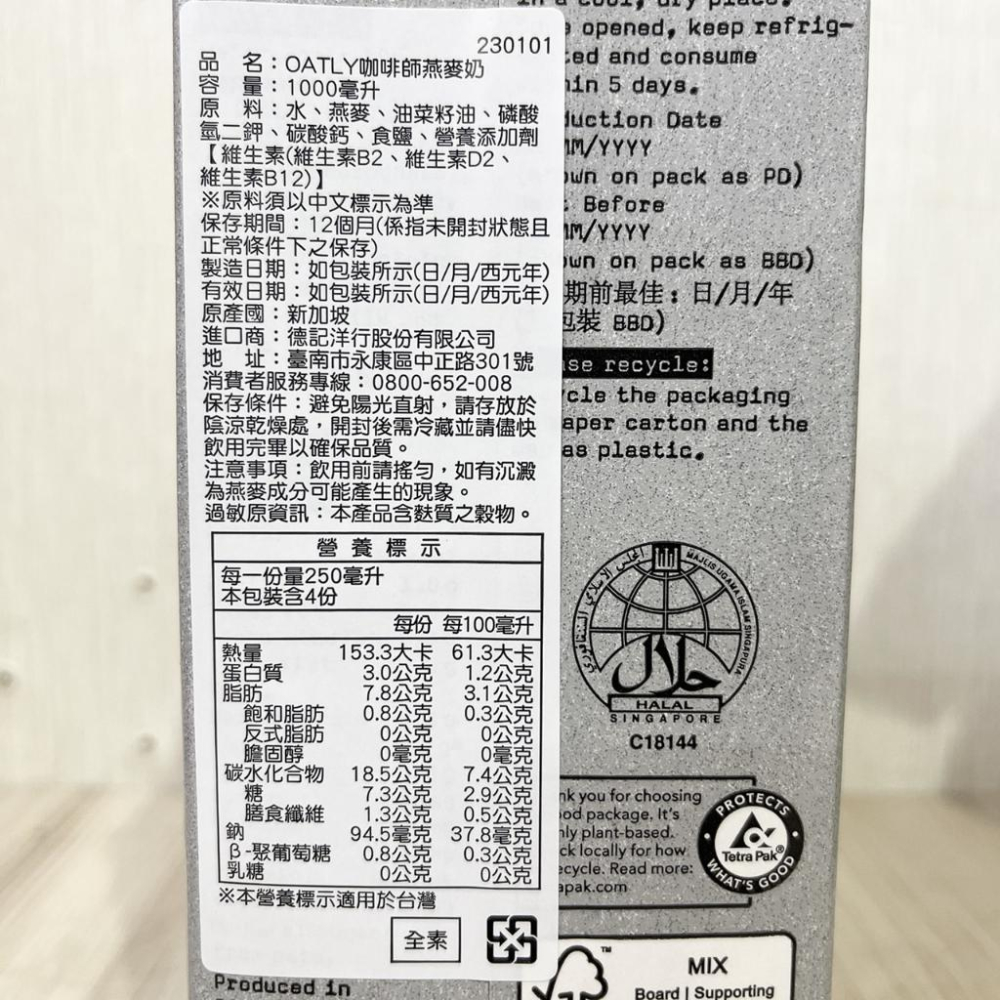 230101
品 名：OATLY咖啡師燕麥奶
容 量：1000毫升
原 料：水、燕麥、油菜籽油、磷酸
氫二鉀、碳酸鈣、食鹽、營養添加劑
【維生素(維生素B2、維生素D2、
維生素B12)】
※原料須以中文標示為準
保存期間：12個月(係指未開封狀態且
正常條件下之保存)
製造日期：如包裝所示(日/月/西元年)
有效日期：如包裝所示(日/月/西元年)
原產國：新加坡
進口商：德記洋行股份有限公司
地 址：臺南市永康區中正路301號
消費者服務專線：0800-652-008
保存條件：避免陽光直射，請存放於
陰涼乾燥處，開封後需冷藏並請儘快
飲用完畢以確保品質。
注意事項：飲用前請搖勻，如有沉澱
為燕麥成分可能產生的現象。
過敏原資訊：本產品含麩質之穀物。
營養標示
每一份量250毫升
本包裝含4份
每份 每100毫升
熱量 153.3大卡 61.3大卡
蛋白質 3.0公克 1.2公克
脂肪 7.8公克 3.1公克
飽和脂肪 0.8公克 0.3公克
反式脂肪 0公克 0公克
膽固醇 0毫克 0毫克
碳水化合物 18.5公克 7.4公克
糖 7.3公克 2.9公克
膳食纖維 1.3公克 0.5公克
鈉 94.5毫克 37.8毫克
β-聚葡萄糖 0.8公克 0.3公克
乳糖 0公克 0公克
※本營養標示適用於台灣
全素
Produced in
in a cool, dry place.
opened, keep refrig-
ted and consume
in 5 days.
duction Date
MM/YYYY
own on pack as PD)
Before
MM/YYYY
own on pack as BBD)
期前最佳：日/月/年
包裝 BBD)
se recycle:
cle the packaging
aper carton and the
as plastic.
MAJLIS UGAMA ISLAM SINGAPURA
حلال
HALAL
SINGAPORE
C18144
nk you for choosing
od package. It's
ly plant-based.
ck locally for how
ecycle. Read more:
apak.com
PROTECTS
Tetra Pak®
WHAT'S GOOD
TM
MIX
Board | Supporting